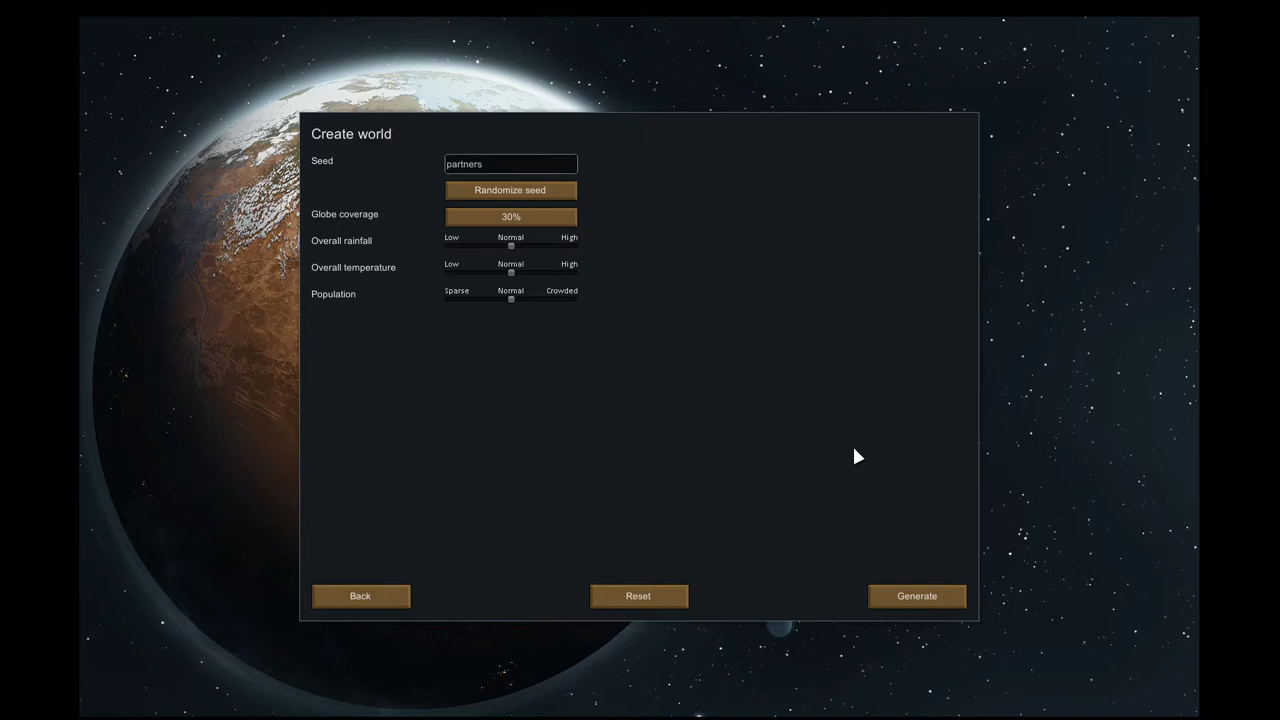 Create world
Seed
partners
Randomize seed
Globe coverage
30%
Overall rainfall
Low Normal High
Overall temperature
Low Normal High
Population
Sparse Normal Crowded
Back Reset Generate